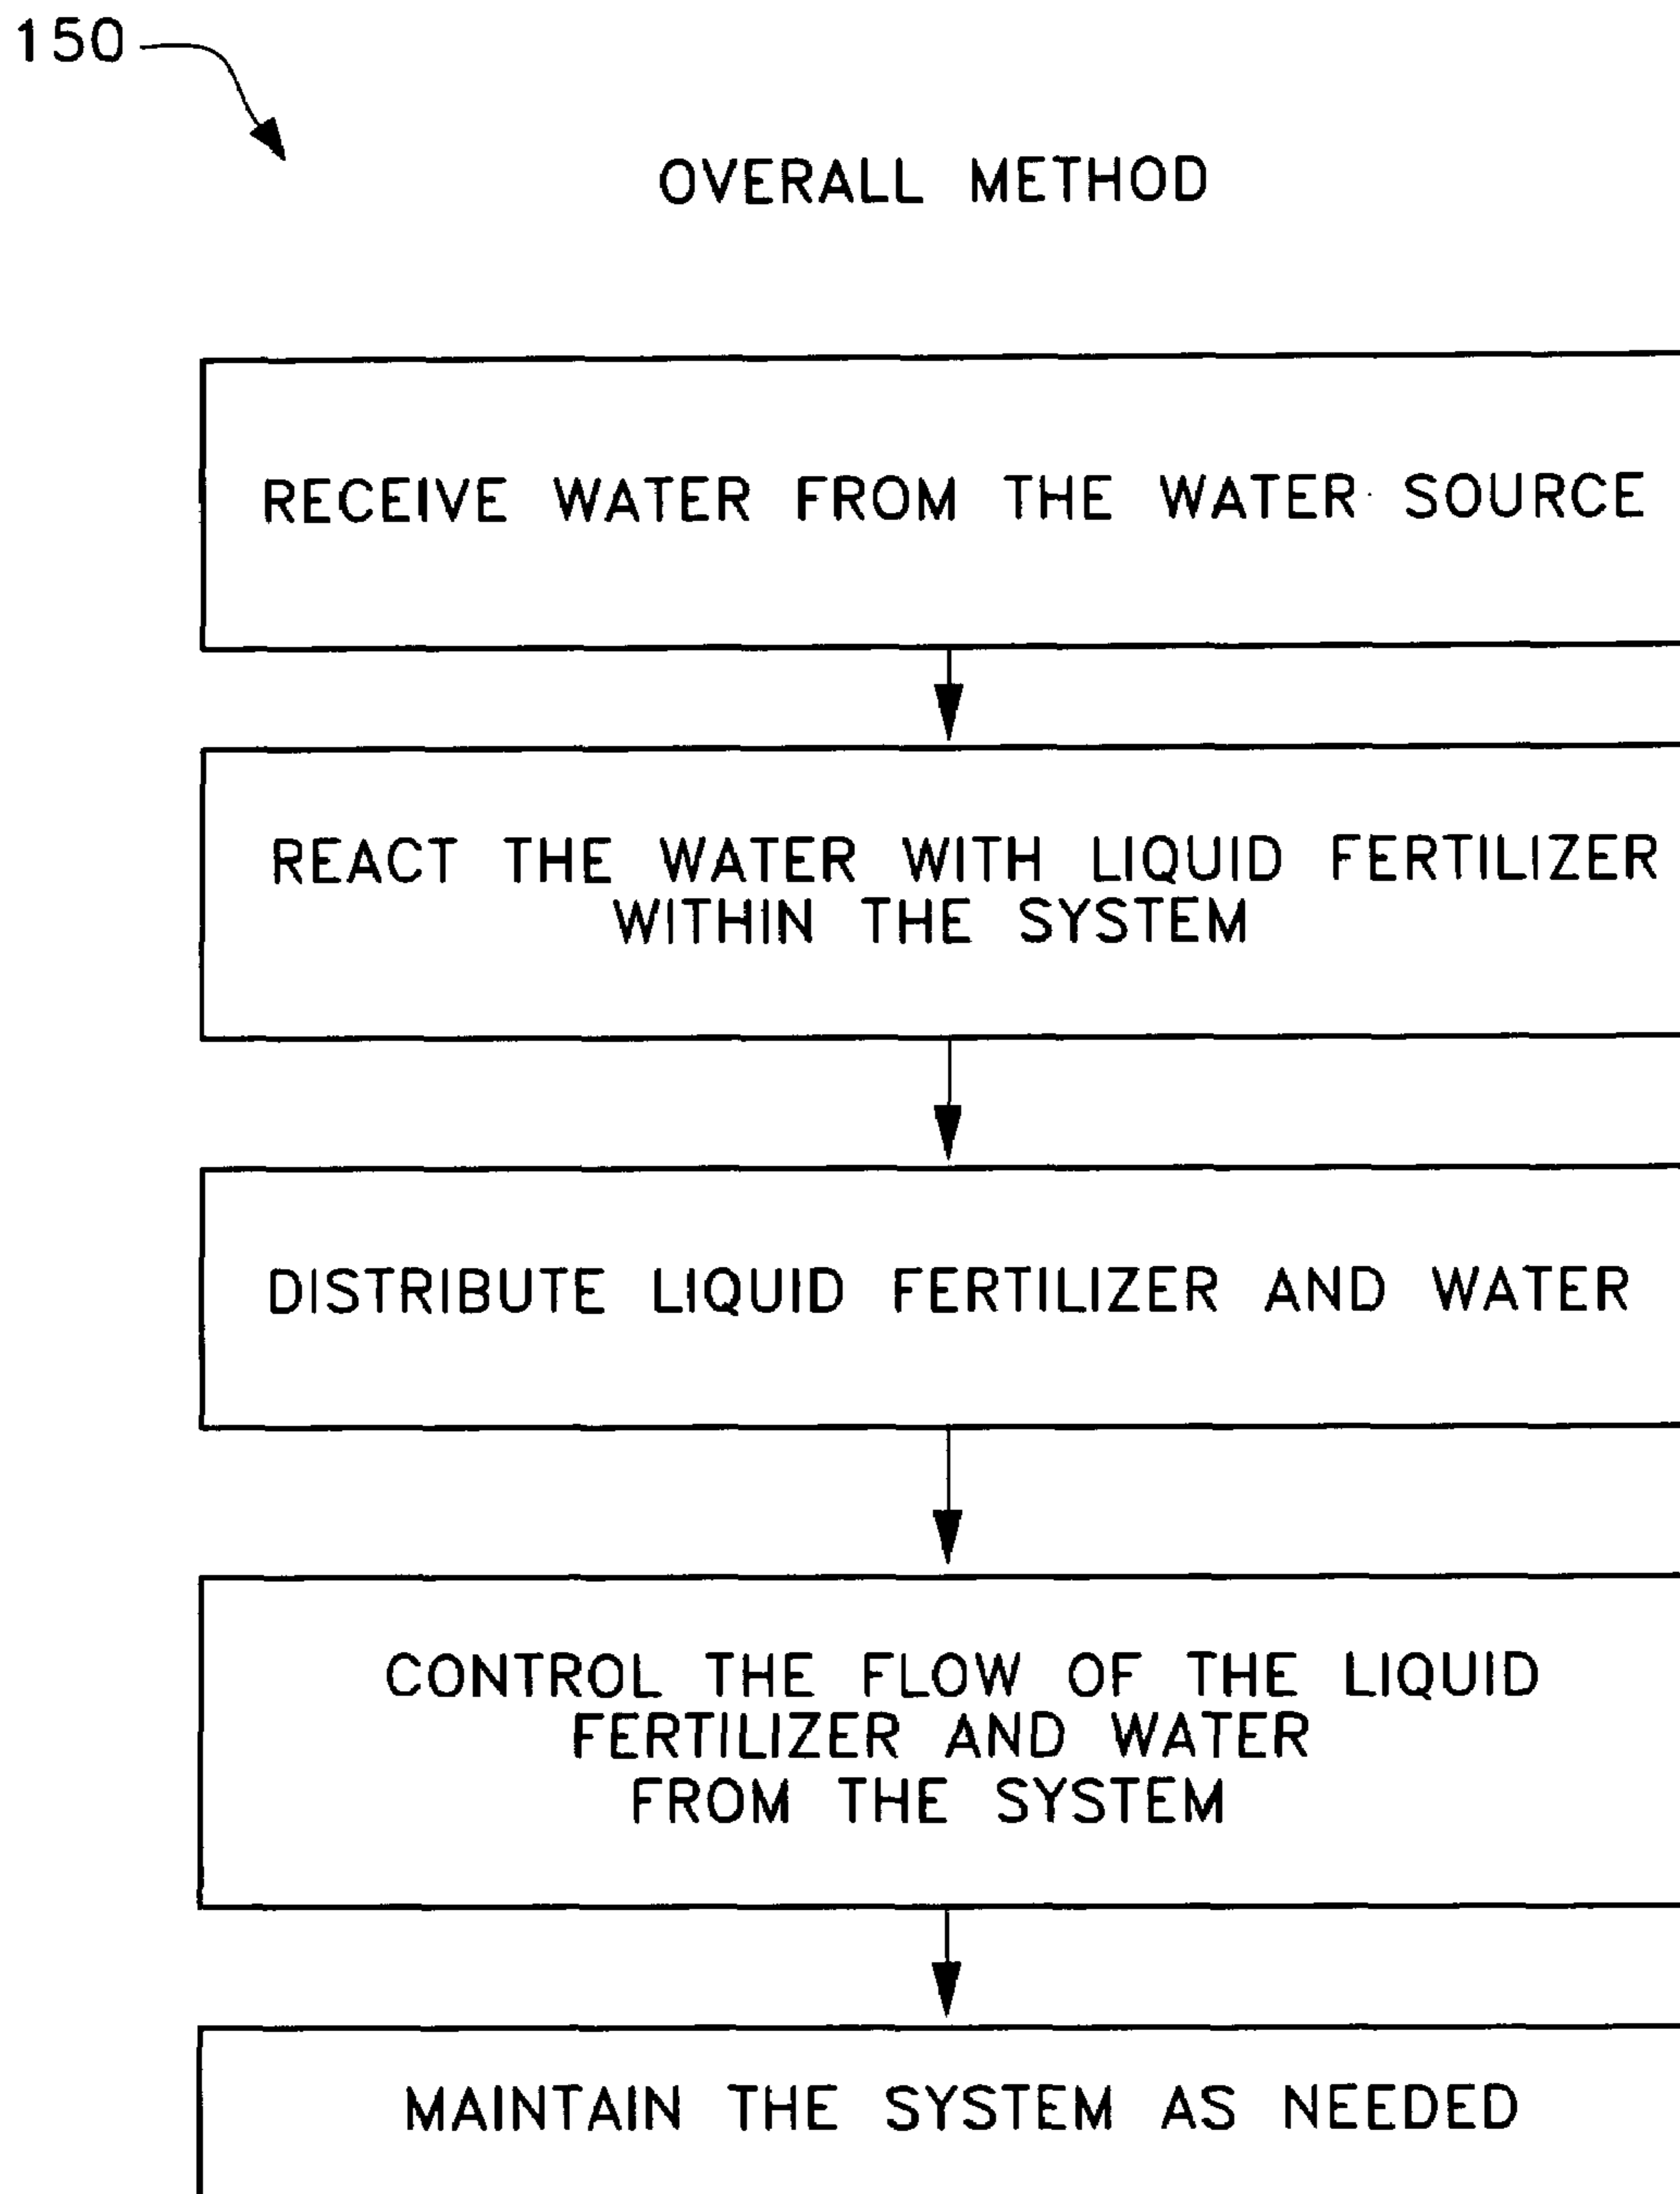 150
OVERALL METHOD
RECEIVE WATER FROM THE WATER SOURCE
REACT THE WATER WITH LIQUID FERTILIZER
WITHIN THE SYSTEM
DISTRIBUTE LIQUID FERTILIZER AND WATER
CONTROL THE FLOW OF THE LIQUID
FERTILIZER AND WATER
FROM THE SYSTEM
MAINTAIN THE SYSTEM AS NEEDED